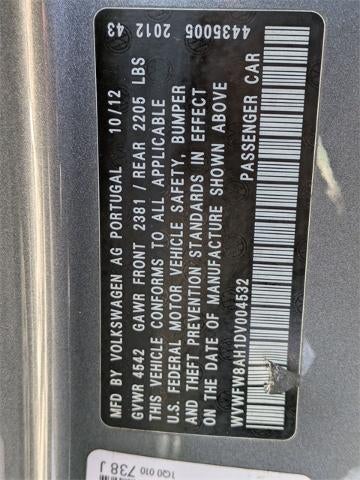 4435005 2012 43
MFD BY VOLKSWAGEN AG PORTUGAL 10/12
GVWR 4542 GAWR FRONT 2381 / REAR 2205 LBS
THIS VEHICLE CONFORMS TO ALL APPLICABLE
U.S. FEDERAL MOTOR VEHICLE SAFETY, BUMPER
AND THEFT PREVENTION STANDARDS IN EFFECT
ON THE DATE OF MANUFACTURE SHOWN ABOVE
WVWFW8AH1DV004532 PASSENGER CAR
1Q0 010 738 J